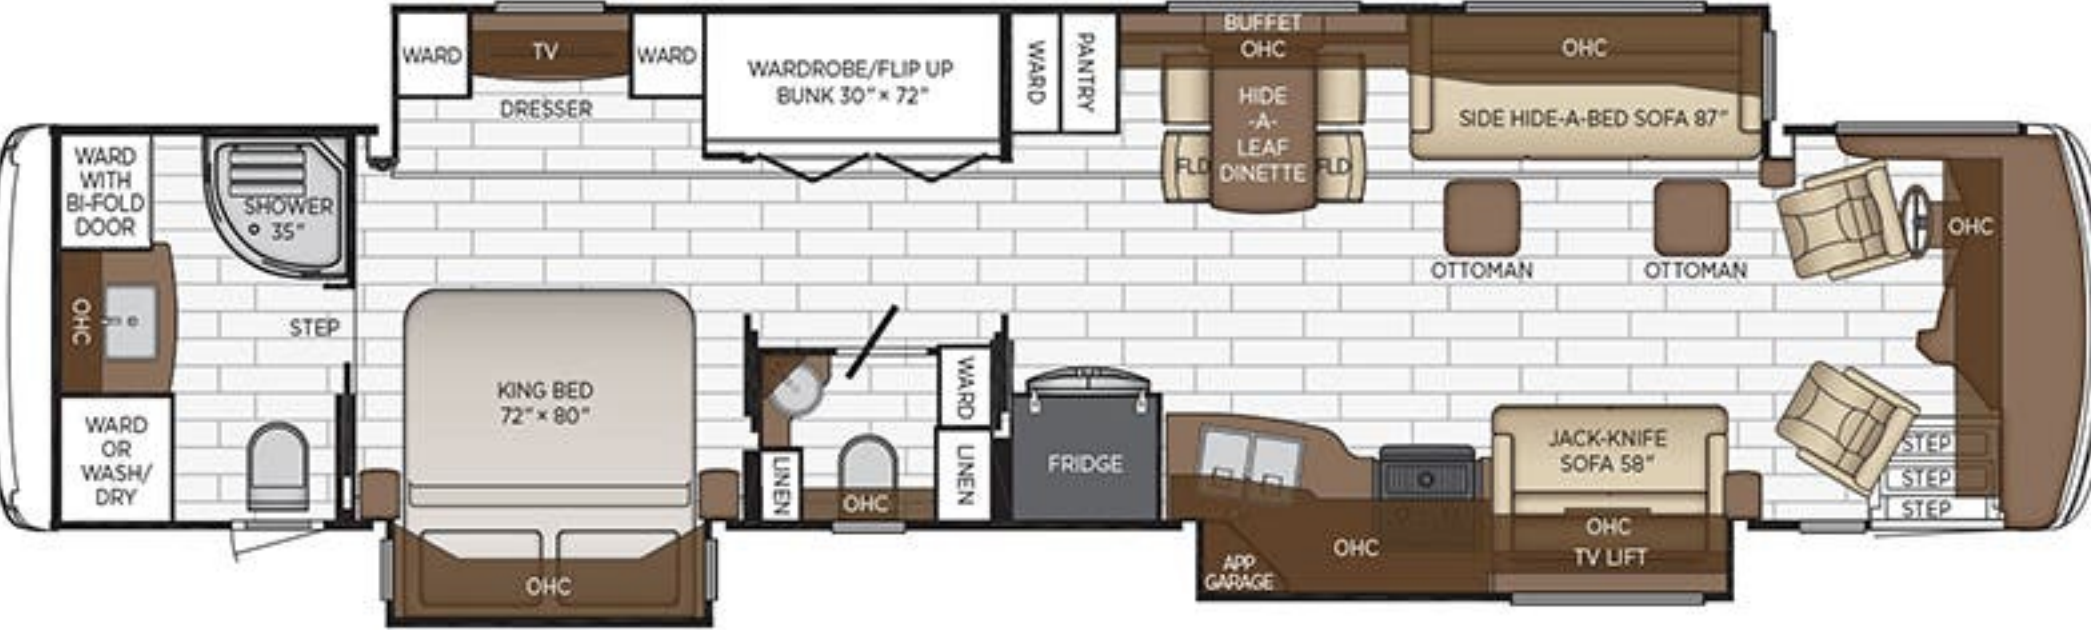 WARD
TV
WARD
DRESSER
WARDROBE/FLIP UP
BUNK 30" × 72"
WARD
PANTRY
BUFFET
OHC
HIDE
-A-
LEAF
DINETTE
FLD
FLD
OHC
SIDE HIDE-A-BED SOFA 87"
WARD
WITH
BI-FOLD
DOOR
SHOWER
35"
OHC
STEP
WARD
OR
WASH/
DRY
KING BED
72" × 80"
OHC
LINEN
OHC
WARD
LINEN
FRIDGE
OTTOMAN
OTTOMAN
OHC
JACK-KNIFE
SOFA 58"
OHC
TV LIFT
OHC
APP
GARAGE
STEP
STEP
STEP